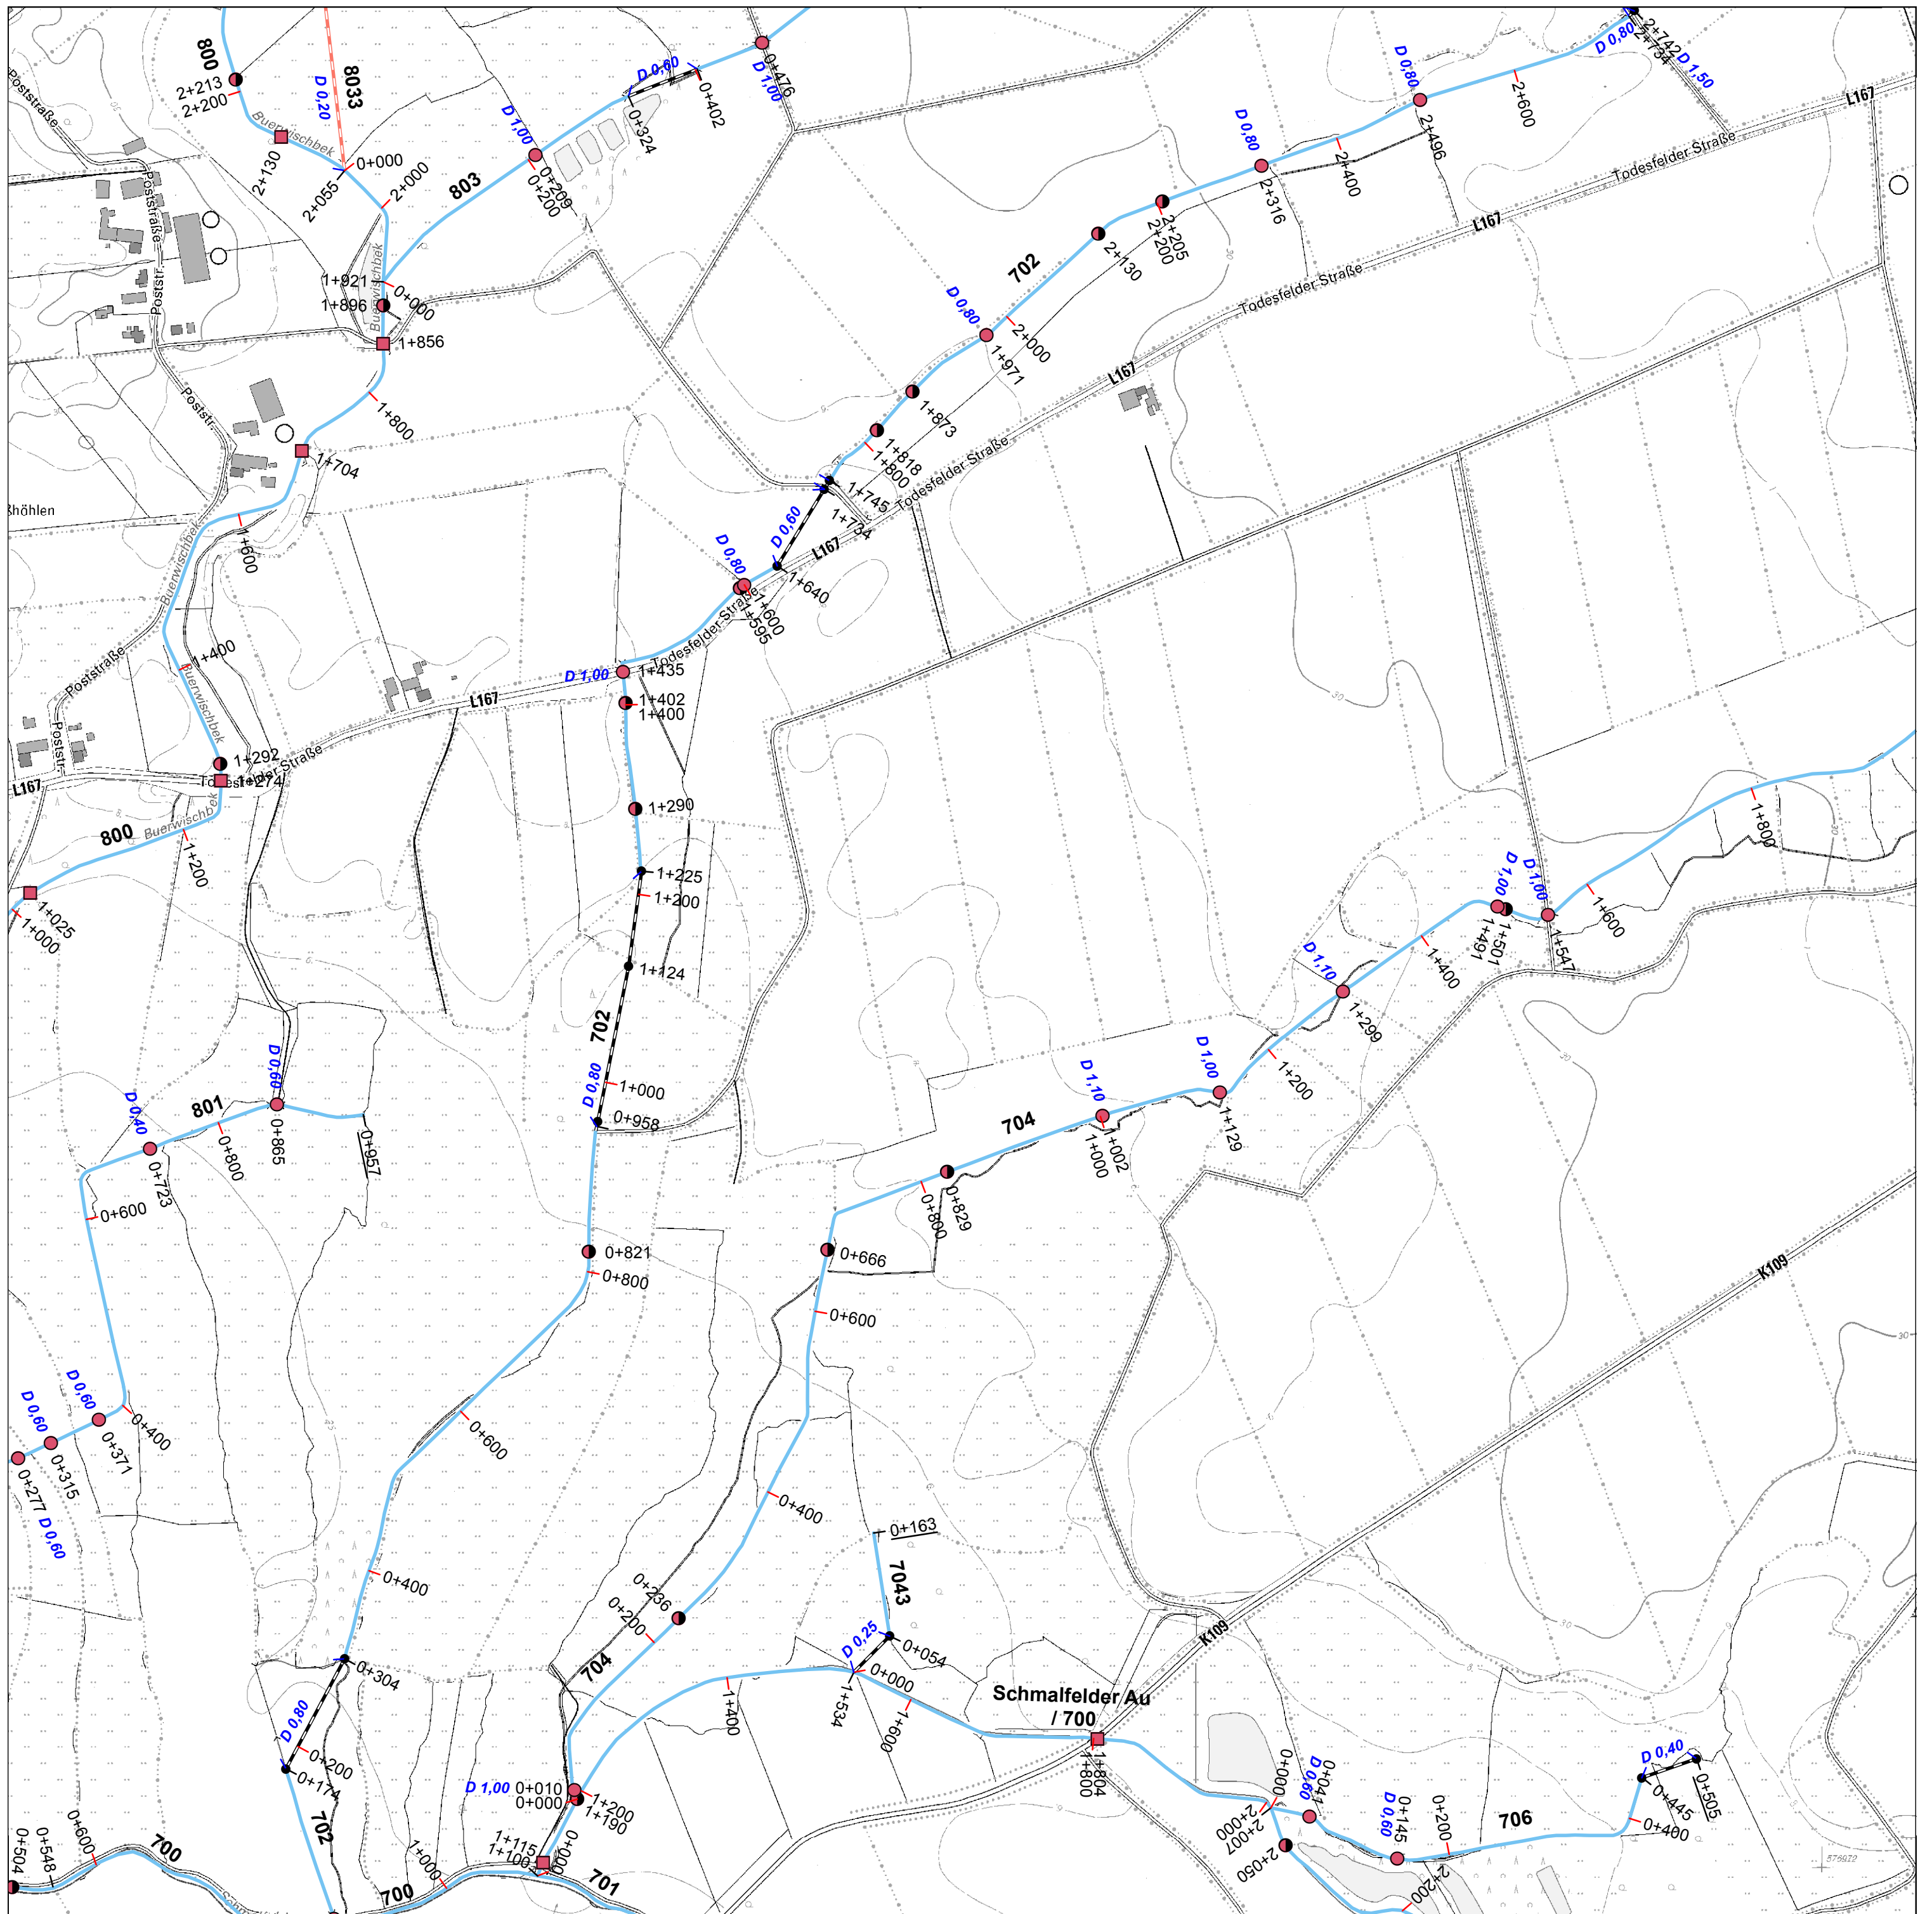 800
8033
D 0,20
2+213
2+200
Buerwischbek
2+130
0+000
2+055
2+000
Poststraße
Poststraße
Poststr.
803
D 1,00
0+209
0+200
D 0,60
0+324
0+402
0+476
D 1,00
Buerwischbek
1+921
0+000
1+896
1+856
1+800
Poststr.
1+704
1+600
Buerwischbek
1+400
Buerwischbek
Poststraße
Poststr.
1+292
1+274
Todesfelder Straße
L167
800
Buerwischb
1+200
1+025
1+000
D 0,80
2+742
2+734
D 1,50
L167
D 0,80
2+600
2+496
D 0,80
2+400
2+316
Todesfelder Straße
L167
2+205
2+200
2+130
702
Todesfelder Straße
D 0,80
2+000
1+971
L167
1+873
1+818
1+800
Todesfelder Straße
1+745
1+734
D 0,60
L167
D 0,80
1+640
1+600
1+595
Todesfelder Straße
D 1,00
1+435
1+402
1+400
L167
1+290
1+225
1+200
1+124
702
D 0,80
1+000
0+958
0+821
0+800
0+600
0+400
0+304
D 0,80
0+200
0+174
702
D 0,60
801
D 0,40
0+957
0+865
0+800
0+723
0+600
D 0,60
D 0,60
0+400
0+371
0+315
0+277
D 0,60
1+800
D 1,00
D 1,00
1+600
1+547
1+501
1+491
1+400
D 1,10
1+299
1+200
D 1,00
1+129
D 1,10
1+002
1+000
704
0+829
0+800
0+666
0+600
0+400
0+236
0+200
704
K109
0+163
7043
D 0,25
0+054
0+000
1+534
1+400
1+600
K109
Schmalfelder Au
/ 700
1+804
1+800
D 1,00
0+010
0+000
1+200
1+190
1+115
1+100
0+000
1+000
700
701
0+504
0+548
0+600
700
0+000
D 0,60
0+041
2+000
2+007
2+050
D 0,60
0+145
0+200
2+200
706
D 0,40
0+445
0+505
0+400